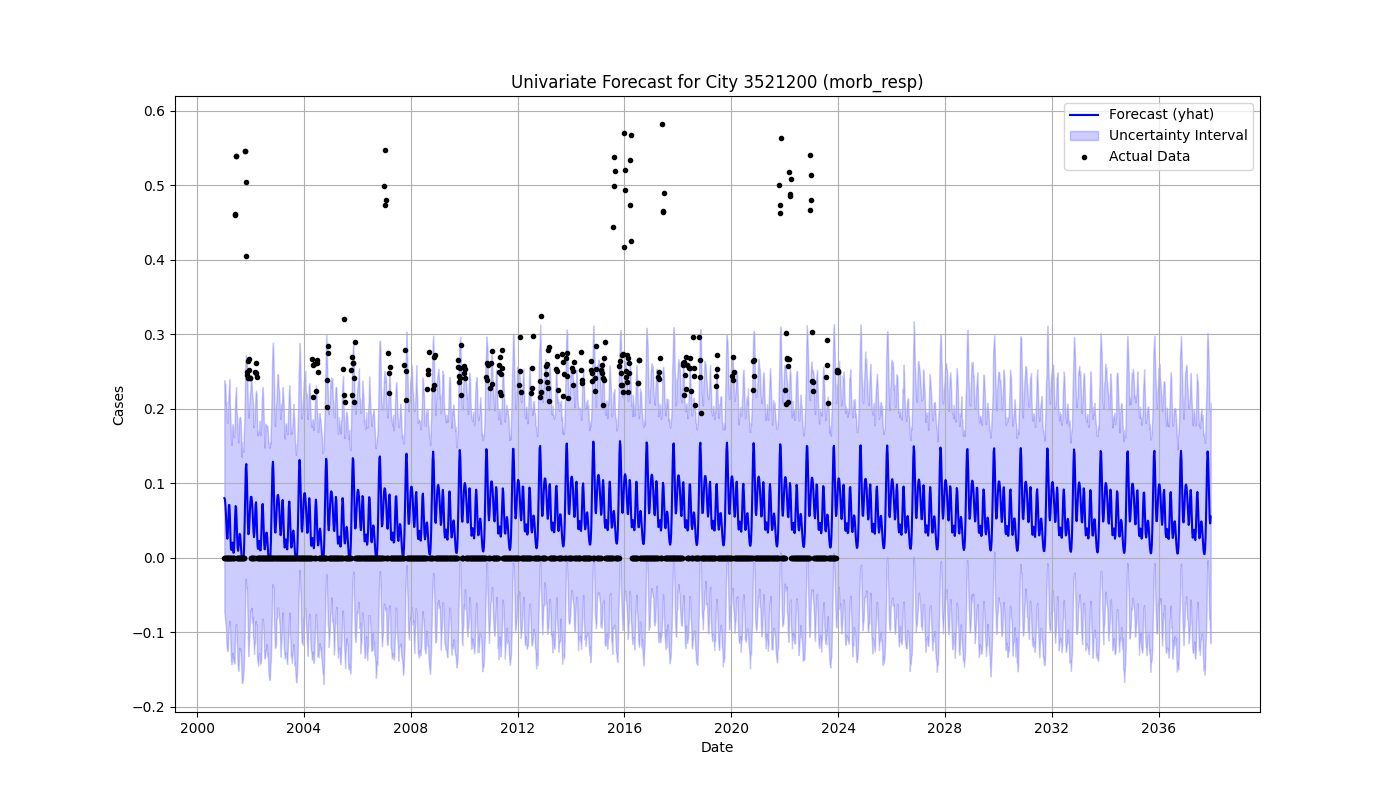 Univariate Forecast for City 3521200 (morb_resp)
Forecast (yhat)
Uncertainty Interval
Actual Data
Cases
0.6
0.5
0.4
0.3
0.2
0.1
0.0
−0.1
−0.2
2000 2004 2008 2012 2016 2020 2024 2028 2032 2036
Date